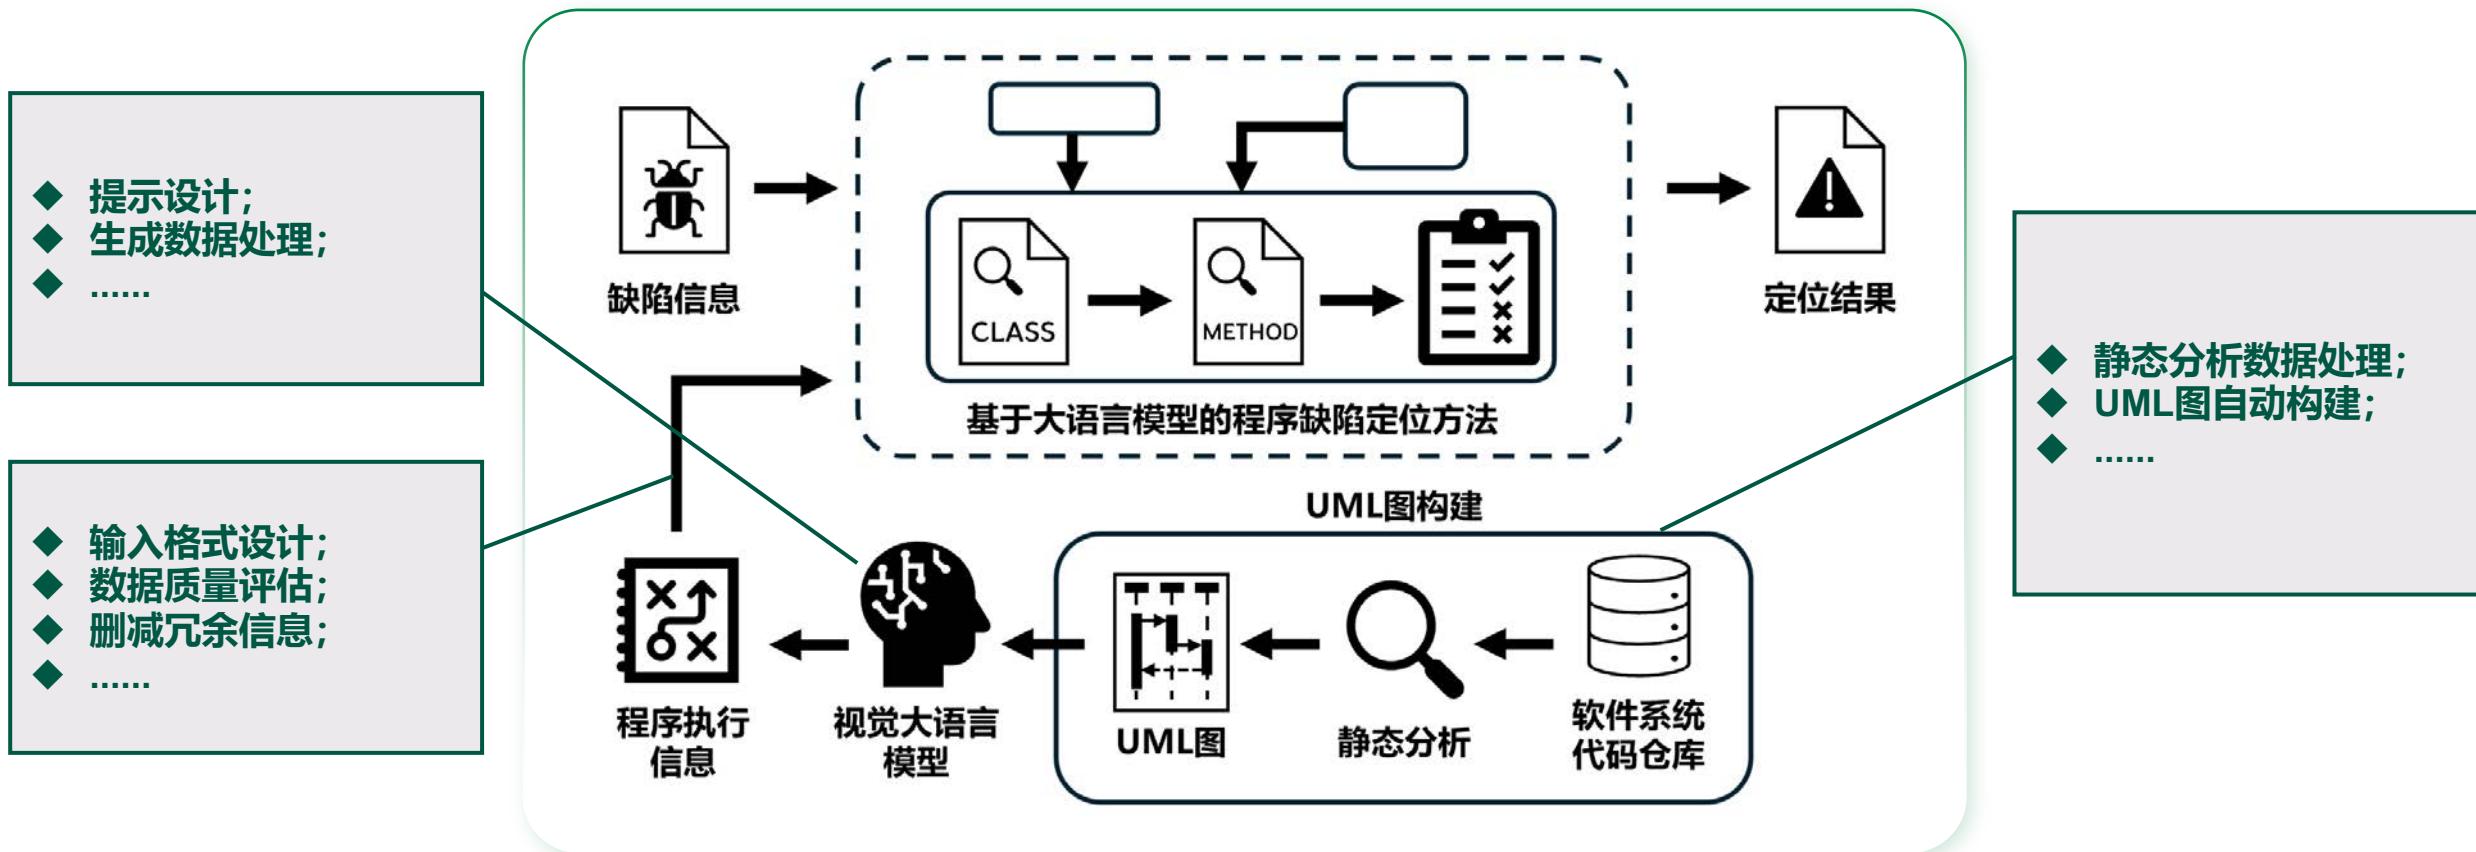 提示设计；
生成数据处理；
……
输入格式设计；
数据质量评估；
删减冗余信息；
……
缺陷信息
CLASS
METHOD
基于大语言模型的程序缺陷定位方法
定位结果
UML图构建
程序执行
信息
视觉大语言
模型
UML图
静态分析
软件系统
代码仓库
静态分析数据处理；
UML图自动构建；
……